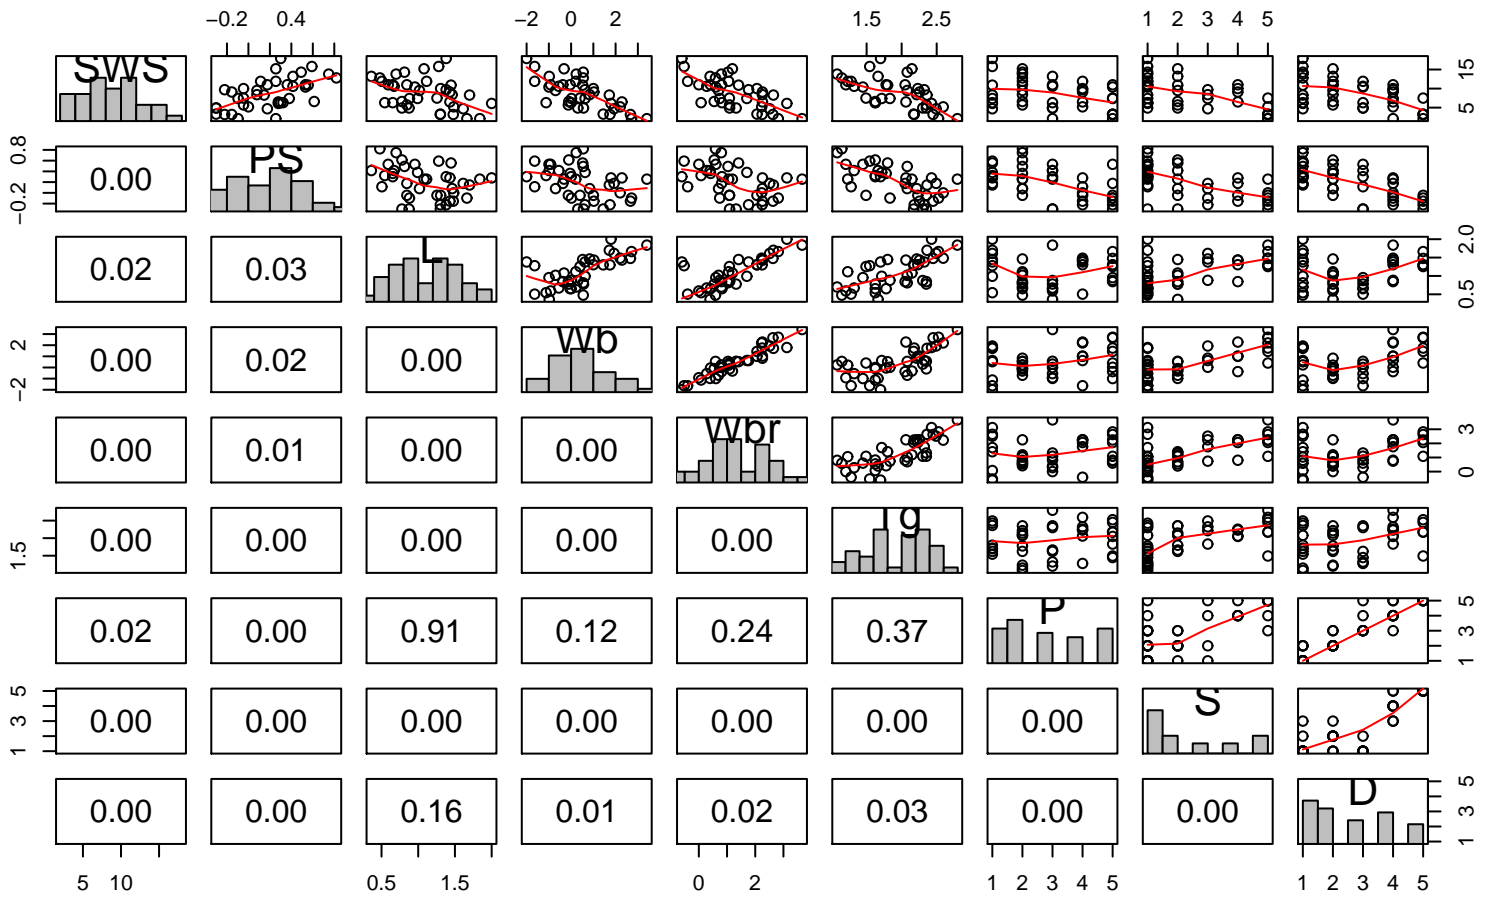 −0.2 0.4 −2 0 2 1.5 2.5 1 2 3 4 5
SWS 5 15
−0.2 0.8 0.00 PS
0.02 0.03 L 0.5 2.0
−2 2 0.00 0.02 0.00 Wb
0.00 0.01 0.00 0.00 Wbr 0 3
1.5 0.00 0.00 0.00 0.00 0.00 Tg
0.02 0.00 0.91 0.12 0.24 0.37 P 1 3 5
1 3 5 0.00 0.00 0.00 0.00 0.00 0.00 0.00 S
0.00 0.00 0.16 0.01 0.02 0.03 0.00 0.00 D 1 3 5
5 10 0.5 1.5 0 2 1 2 3 4 5 1 2 3 4 5